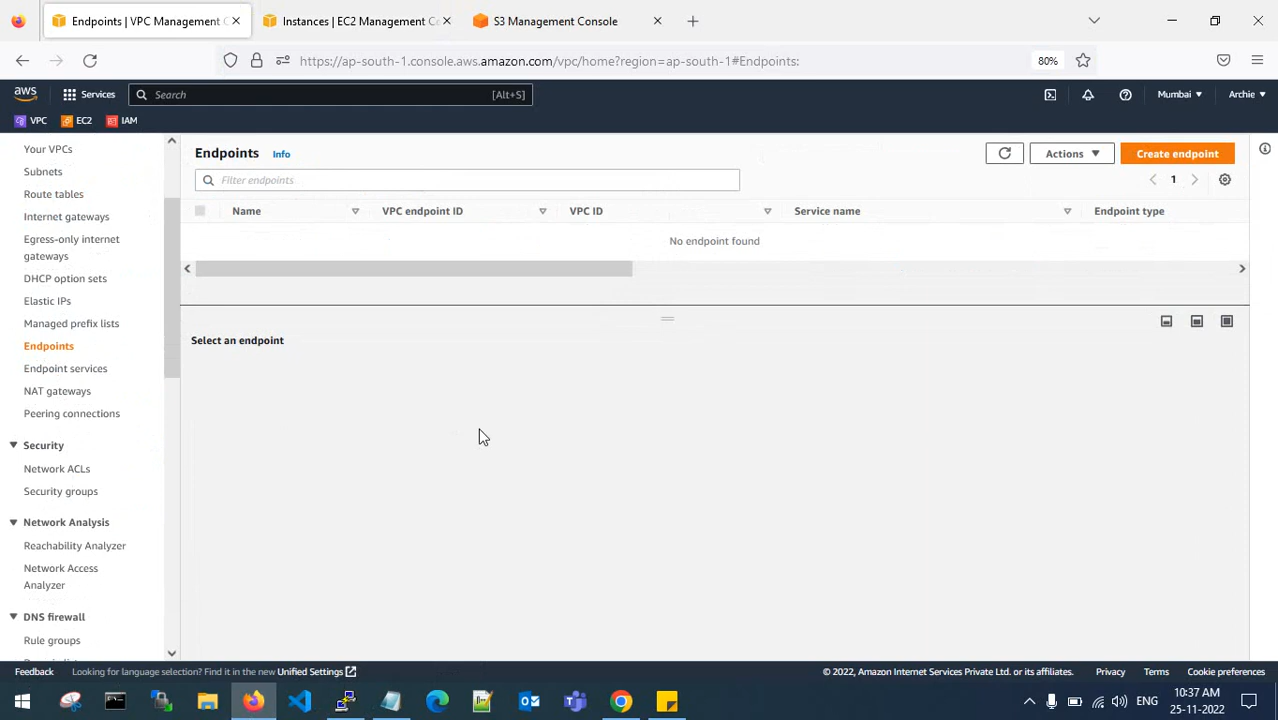 Endpoints | VPC Management C
Instances | EC2 Management Co
S3 Management Console
https://ap-south-1.console.aws.amazon.com/vpc/home?region=ap-south-1#Endpoints:
80%
aws
Services
Search
[Alt+S]
Mumbai
Archie
VPC
EC2
IAM
Your VPCs
Subnets
Route tables
Internet gateways
Egress-only internet
gateways
DHCP option sets
Elastic IPs
Managed prefix lists
Endpoints
Endpoint services
NAT gateways
Peering connections
Security
Network ACLs
Security groups
Network Analysis
Reachability Analyzer
Network Access
Analyzer
DNS firewall
Rule groups
Endpoints Info
Actions
Create endpoint
Filter endpoints
1
Name
VPC endpoint ID
VPC ID
Service name
Endpoint type
No endpoint found
Select an endpoint
Feedback
Looking for language selection? Find it in the new Unified Settings
© 2022, Amazon Internet Services Private Ltd. or its affiliates.
Privacy
Terms
Cookie preferences
ENG
10:37 AM
25-11-2022